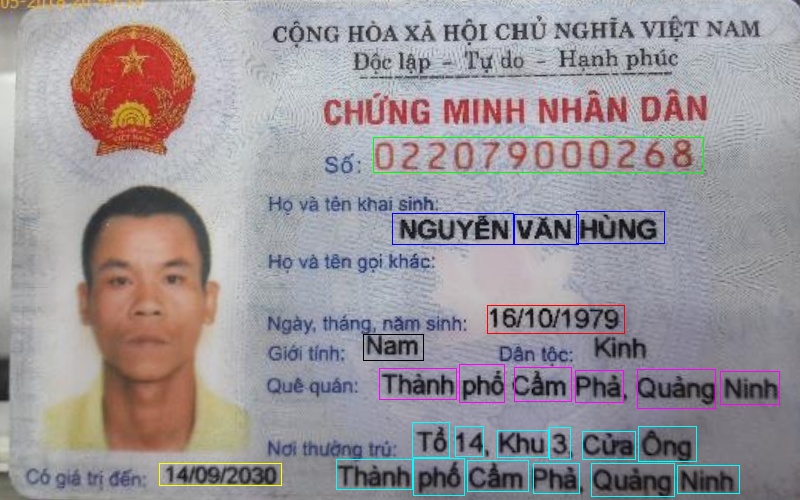 CỘNG HÒA XÃ HỘI CHỦ NGHĨA VIỆT NAM
Độc lập - Tự do - Hạnh phúc
CHỨNG MINH NHÂN DÂN
Số: 022079000268
Họ và tên khai sinh:
NGUYỄN VĂN HÙNG
Họ và tên gọi khác:
Ngày, tháng, năm sinh: 16/10/1979
Giới tính: Nam Dân tộc: Kinh
Quê quán: Thành phố Cẩm Phả, Quảng Ninh
Nơi thường trú: Tổ 14, Khu 3, Cửa Ông
Có giá trị đến: 14/09/2030 Thành phố Cẩm Phả, Quảng Ninh